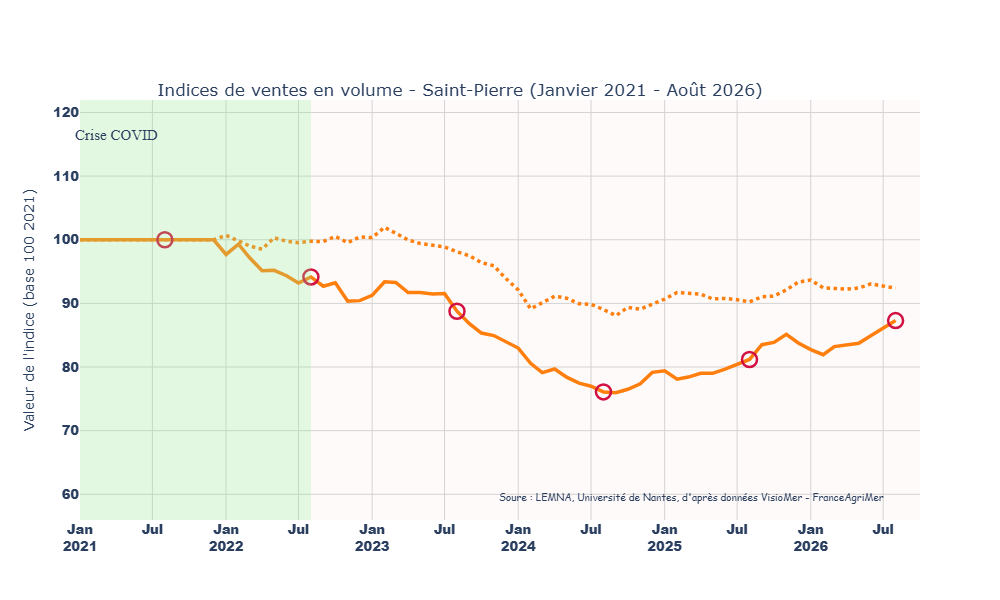 Indices de ventes en volume - Saint-Pierre (Janvier 2021 - Août 2026)
120
Crise COVID
110
100
90
80
70
60
Valeur de l'indice (base 100 2021)
Soure : LEMNA, Université de Nantes, d'après données VisioMer - FranceAgriMer
Jan Jul Jan Jul Jan Jul Jan Jul Jan Jul Jan Jul
2021 2022 2023 2024 2025 2026